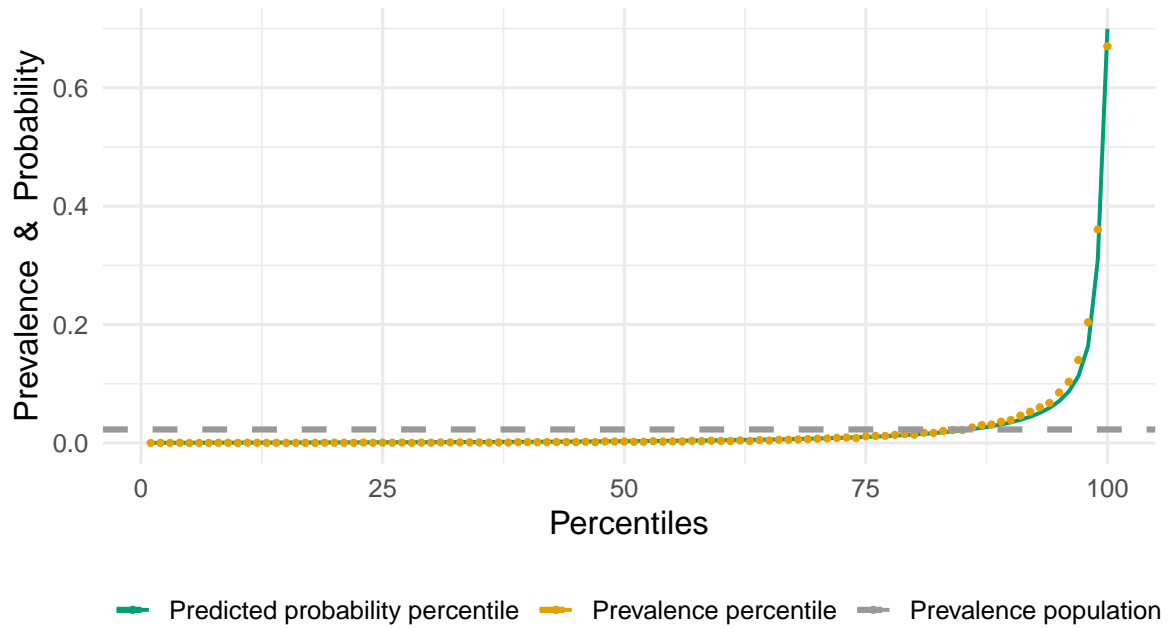 Prevalence & Probability
0.6
0.4
0.2
0.0
0
25
50
75
100
Percentiles
Predicted probability percentile
Prevalence percentile
Prevalence population